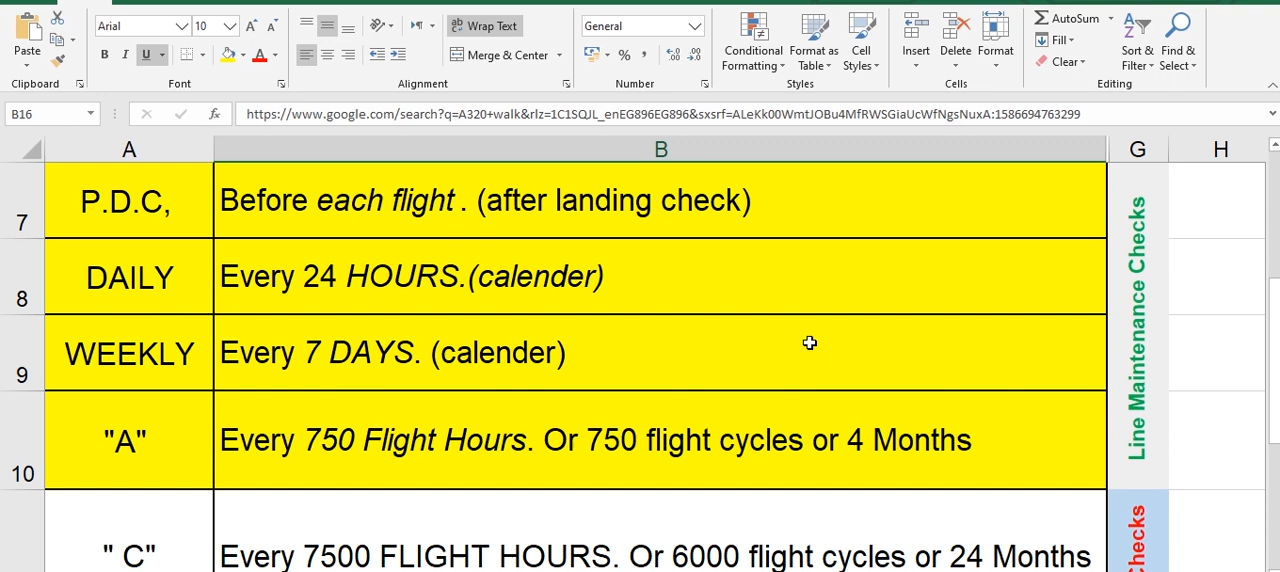 Arial 10 A A Wrap Text General AutoSum
Paste Fill
B I U A Merge & Center % , Conditional Format as Cell Insert Delete Format Sort & Find &
Formatting Table Styles Clear Filter Select
Clipboard Font Alignment Number Styles Cells Editing
B16 fx https://www.google.com/search?q=A320+walk&rlz=1C1SQJL_enEG896EG896&sxsrf=ALeKk00WmtJOBu4MfRWSGiaUcWfNgsNuxA:1586694763299
A B G H
7 P.D.C, Before each flight . (after landing check)
8 DAILY Every 24 HOURS.(calender)
9 WEEKLY Every 7 DAYS. (calender)
10 "A" Every 750 Flight Hours. Or 750 flight cycles or 4 Months
" C" Every 7500 FLIGHT HOURS. Or 6000 flight cycles or 24 Months
Line Maintenance Checks
Checks